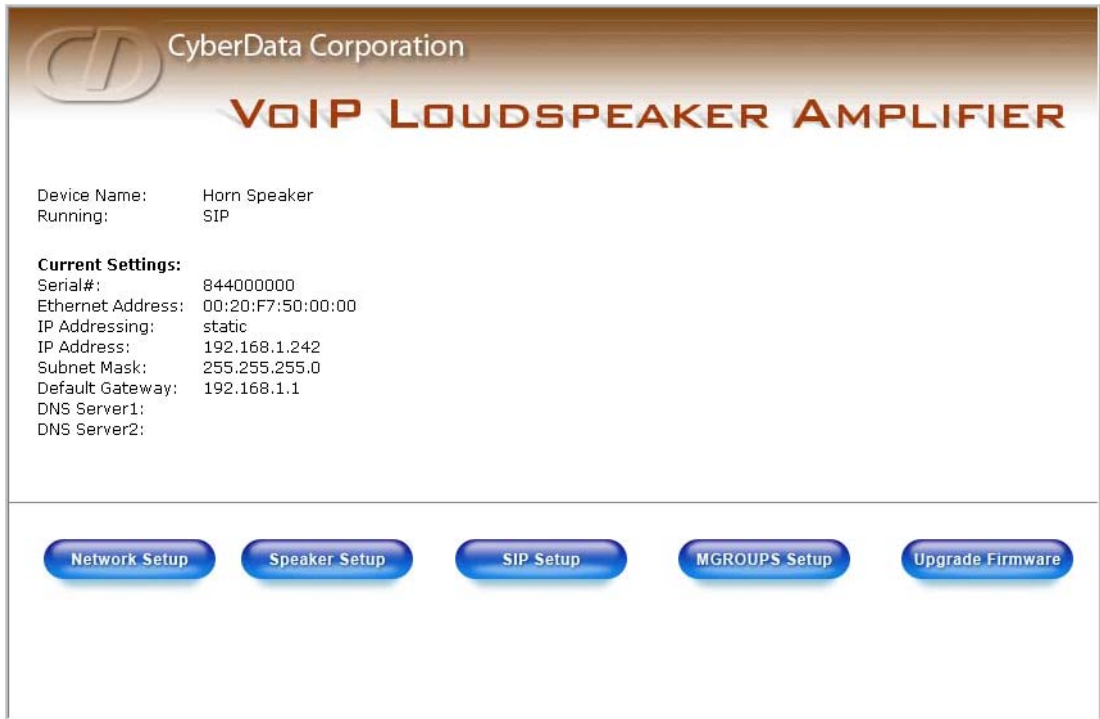 CyberData Corporation
VoIP Loudspeaker Amplifier
Device Name: Horn Speaker
Running: SIP
Current Settings:
Serial#: 844000000
Ethernet Address: 00:20:F7:50:00:00
IP Addressing: static
IP Address: 192.168.1.242
Subnet Mask: 255.255.255.0
Default Gateway: 192.168.1.1
DNS Server1:
DNS Server2:
Network Setup Speaker Setup SIP Setup MGROUPS Setup Upgrade Firmware